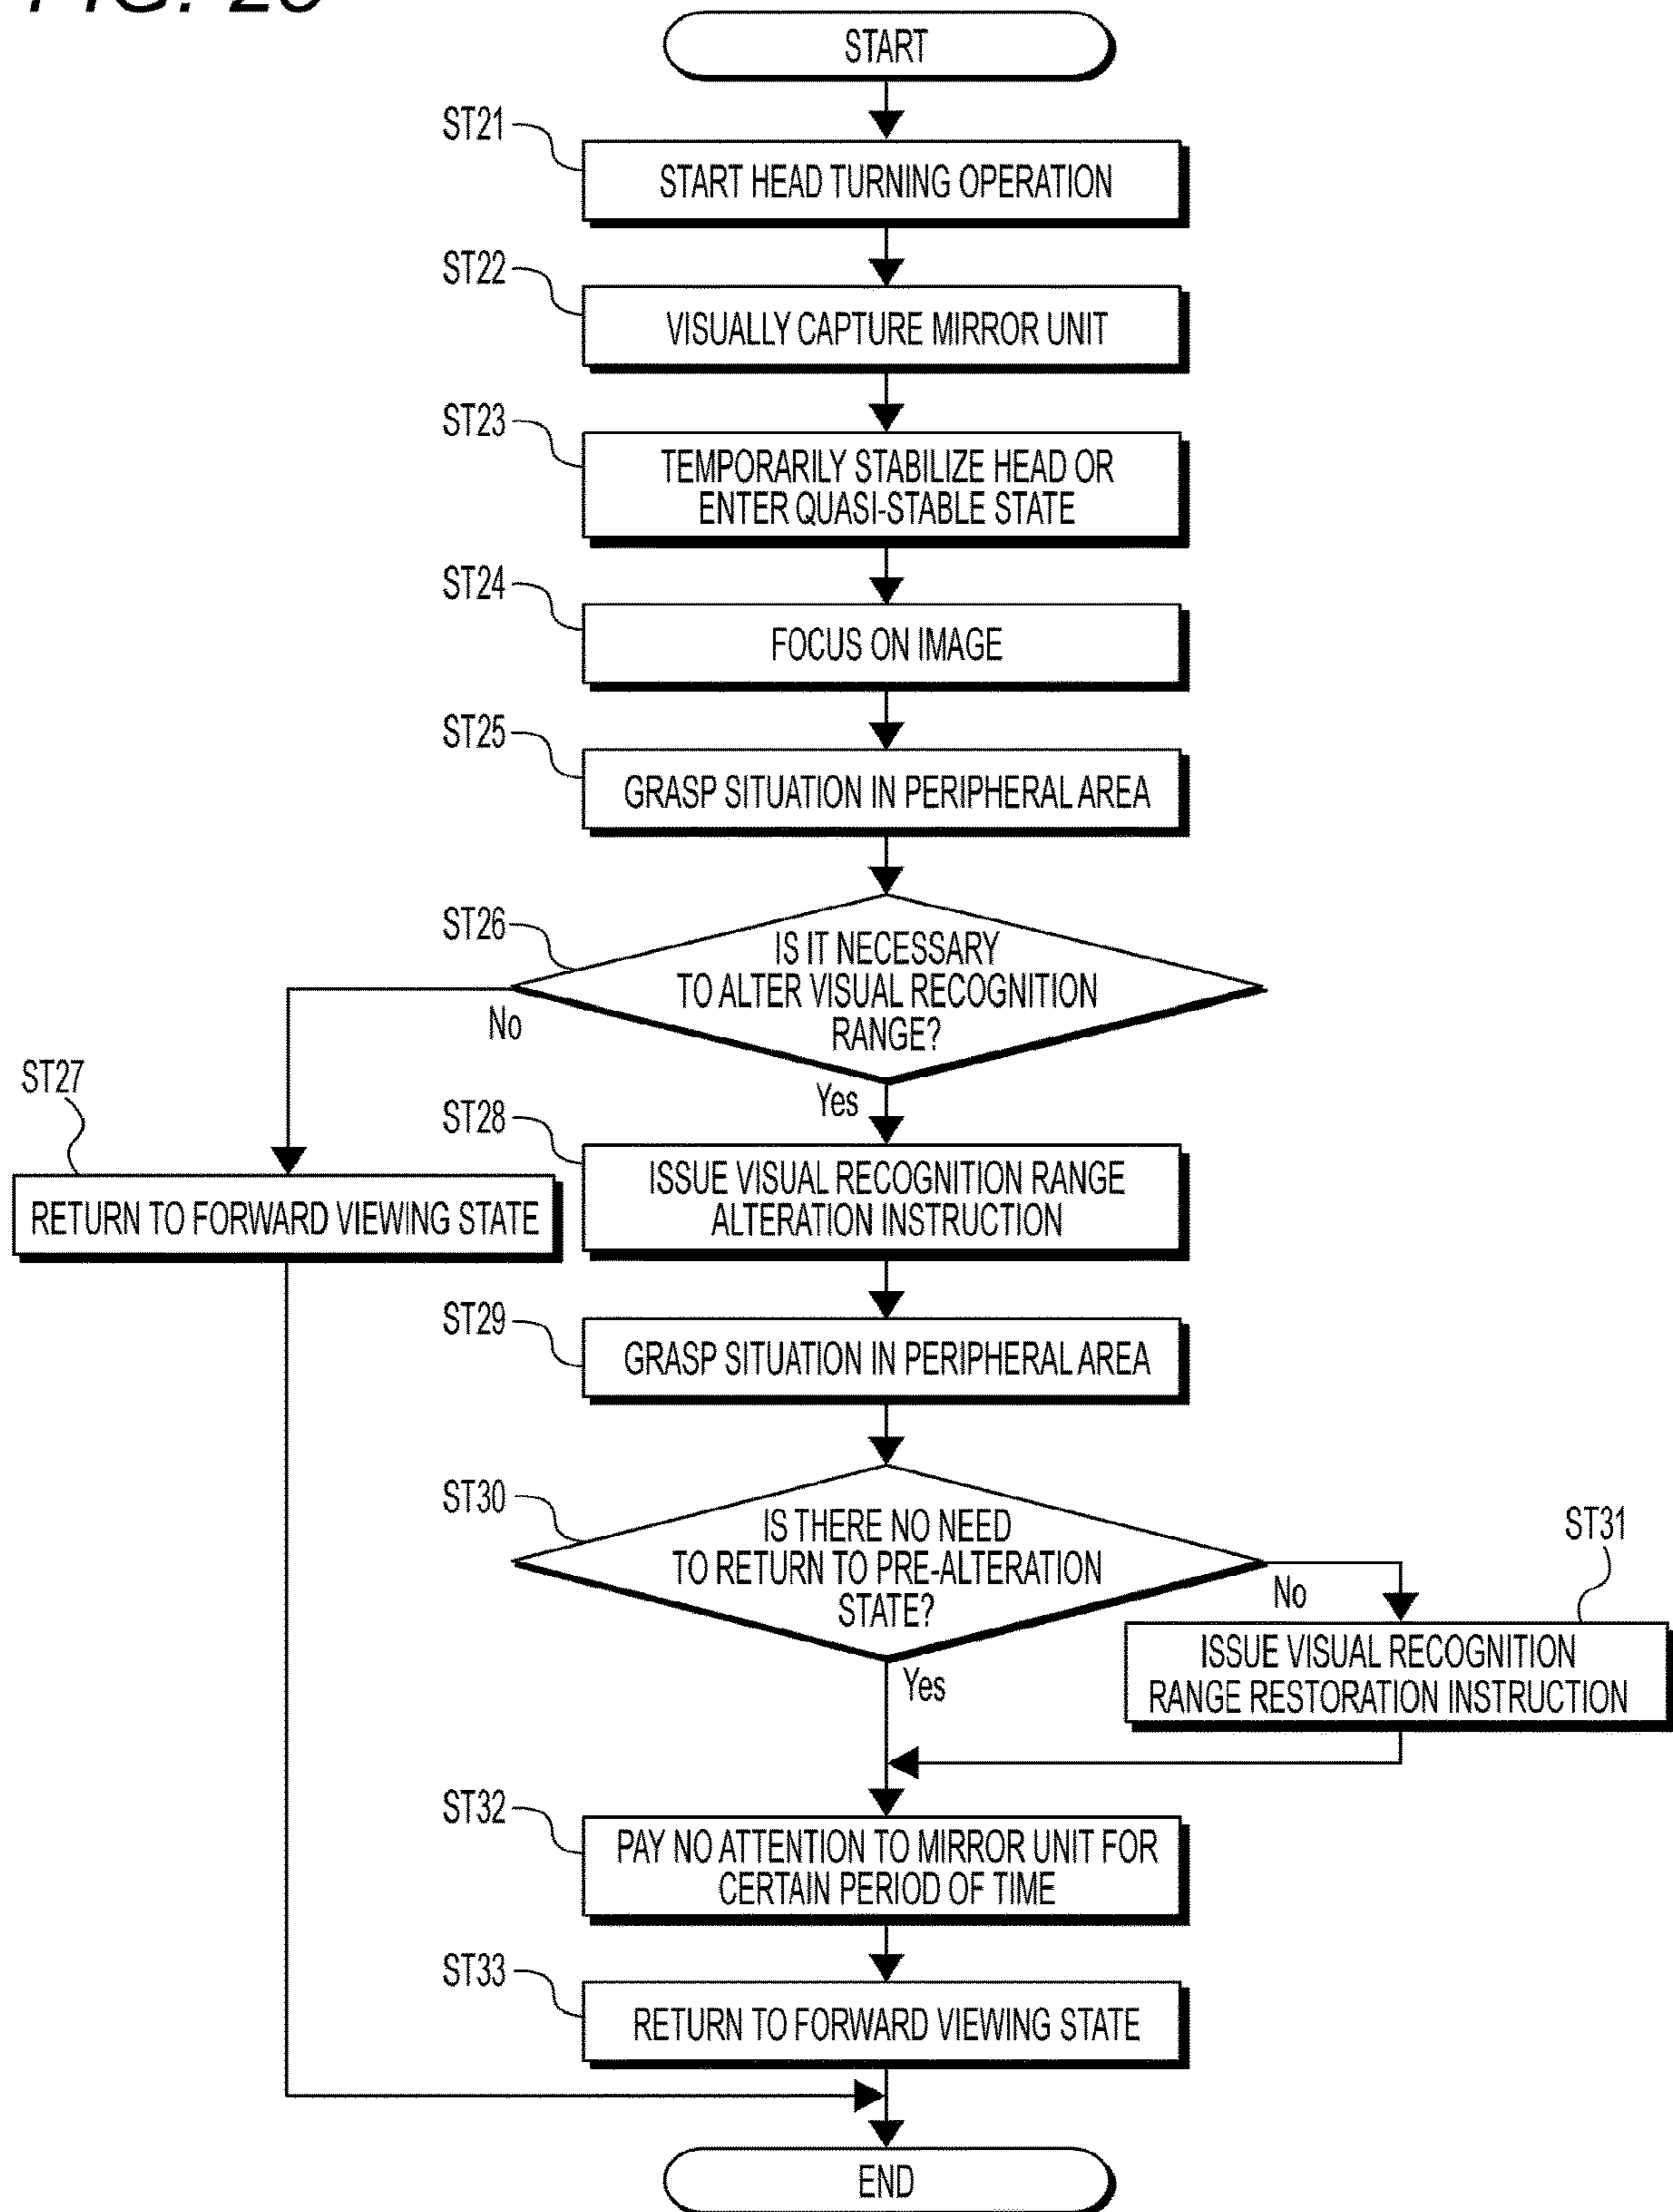 START
ST21
START HEAD TURNING OPERATION
ST22
VISUALLY CAPTURE MIRROR UNIT
ST23
TEMPORARILY STABILIZE HEAD OR
ENTER QUASI-STABLE STATE
ST24
FOCUS ON IMAGE
ST25
GRASP SITUATION IN PERIPHERAL AREA
ST26
IS IT NECESSARY
TO ALTER VISUAL RECOGNITION
RANGE?
No
Yes
ST27
RETURN TO FORWARD VIEWING STATE
ST28
ISSUE VISUAL RECOGNITION RANGE
ALTERATION INSTRUCTION
ST29
GRASP SITUATION IN PERIPHERAL AREA
ST30
IS THERE NO NEED
TO RETURN TO PRE-ALTERATION
STATE?
No
Yes
ST31
ISSUE VISUAL RECOGNITION
RANGE RESTORATION INSTRUCTION
ST32
PAY NO ATTENTION TO MIRROR UNIT FOR
CERTAIN PERIOD OF TIME
ST33
RETURN TO FORWARD VIEWING STATE
END